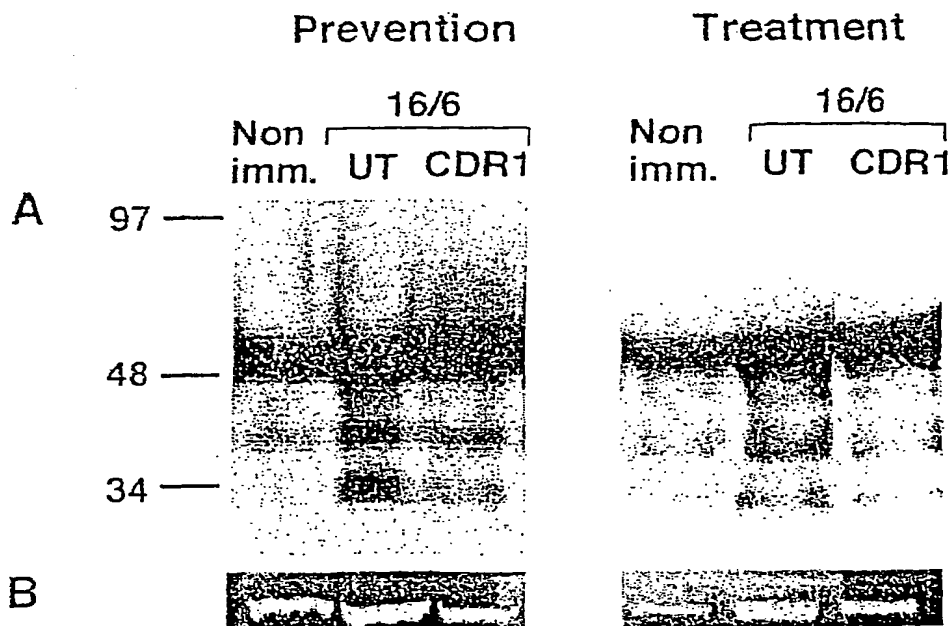 Prevention Treatment
16/6 16/6
Non imm. UT CDR1 Non imm. UT CDR1
A 97
48
34
B